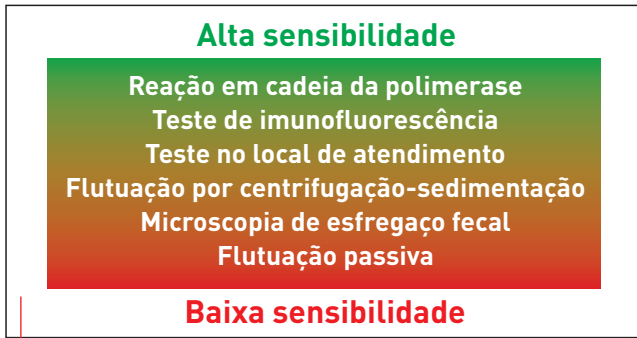 Alta sensibilidade
Reação em cadeia da polimerase
Teste de imunofluorescência
Teste no local de atendimento
Flutuação por centrifugação-sedimentação
Microscopia de esfregaço fecal
Flutuação passiva
Baixa sensibilidade